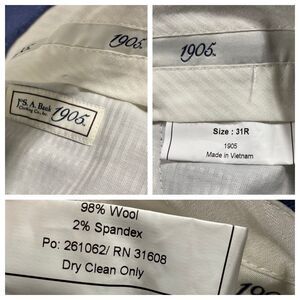 1905.
1905.
JoS. A. Bank
Clothing Co., Inc.
1905.
Size : 31R
1905
Made in Vietnam
98% Wool
2% Spandex
Po: 261062/ RN 31608
Dry Clean Only